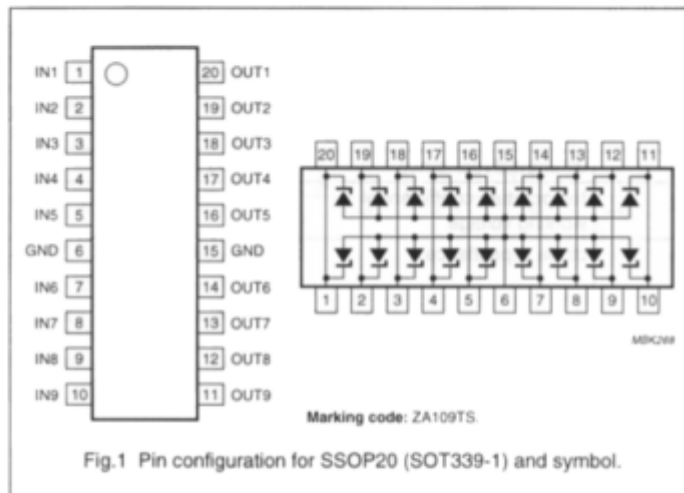 IN1 1 20 OUT1
IN2 2 19 OUT2
IN3 3 18 OUT3
IN4 4 17 OUT4
IN5 5 16 OUT5
GND 6 15 GND
IN6 7 14 OUT6
IN7 8 13 OUT7
IN8 9 12 OUT8
IN9 10 11 OUT9
20 19 18 17 16 15 14 13 12 11
1 2 3 4 5 6 7 8 9 10
MBK268
Marking code: ZA109TS.
Fig.1 Pin configuration for SSOP20 (SOT339-1) and symbol.